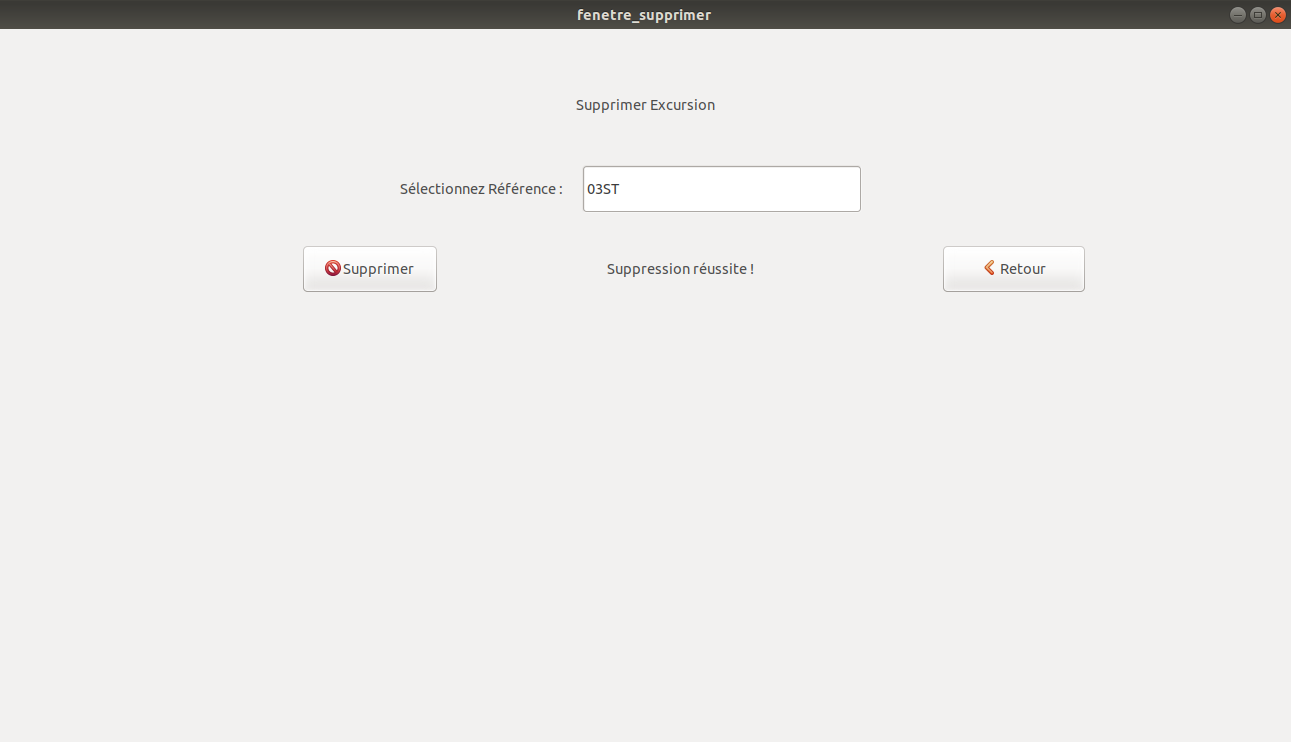 fenetre_supprimer
Supprimer Excursion
Sélectionnez Référence :
03ST
Supprimer
Suppression réussite !
Retour